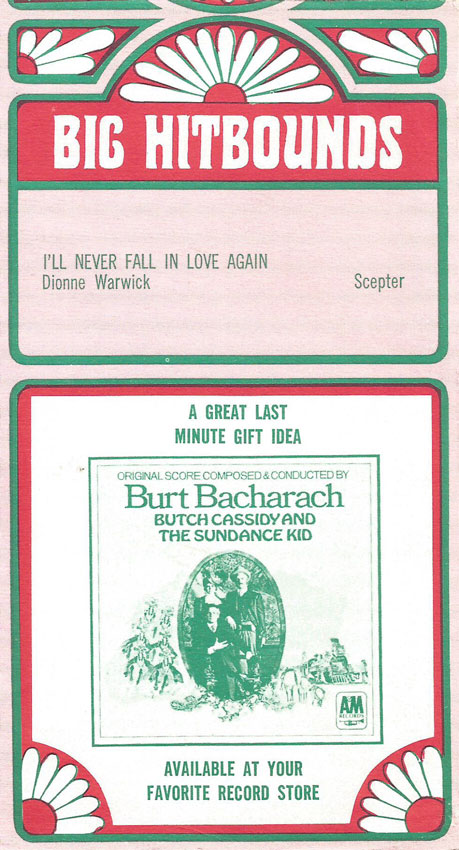 BIG HITBOUNDS
I'LL NEVER FALL IN LOVE AGAIN
Dionne Warwick Scepter
A GREAT LAST
MINUTE GIFT IDEA
ORIGINAL SCORE COMPOSED & CONDUCTED BY
Burt Bacharach
BUTCH CASSIDY AND
THE SUNDANCE KID
A&M
RECORDS
AVAILABLE AT YOUR
FAVORITE RECORD STORE